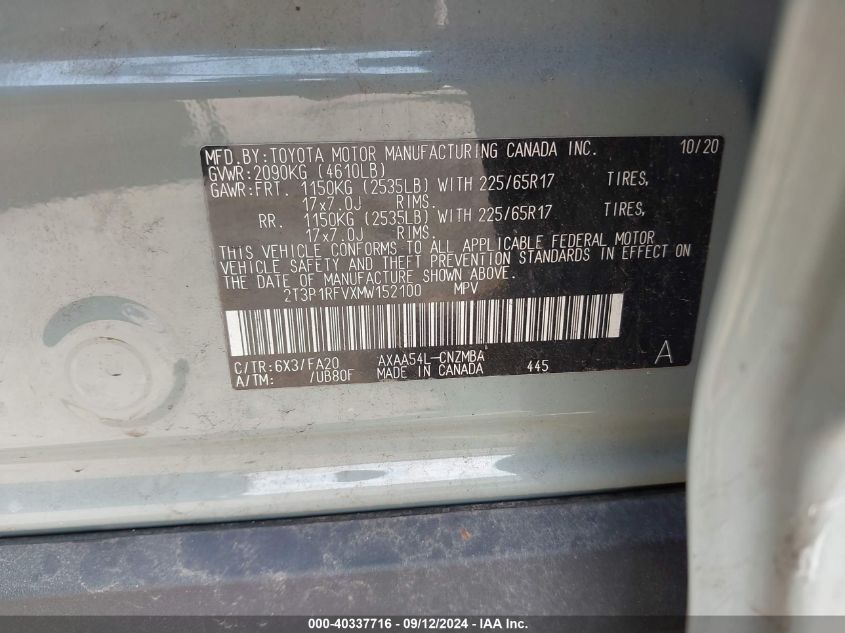 MFD.BY:TOYOTA MOTOR MANUFACTURING CANADA INC. 10/20
GVWR:2090KG (4610LB)
GAWR:FRT. 1150KG (2535LB) WITH 225/65R17 TIRES,
17x7.0J RIMS.
RR. 1150KG (2535LB) WITH 225/65R17 TIRES,
17x7.0J RIMS.
THIS VEHICLE CONFORMS TO ALL APPLICABLE FEDERAL MOTOR
VEHICLE SAFETY AND THEFT PREVENTION STANDARDS IN EFFECT ON
THE DATE OF MANUFACTURE SHOWN ABOVE.
2T3P1RFVXMW152100 MPV
C/TR:6X3/FA20 AXAA54L-CNZMBA A
A/TM: /UB80F MADE IN CANADA 445
000-40337716 - 09/12/2024 - IAA Inc.